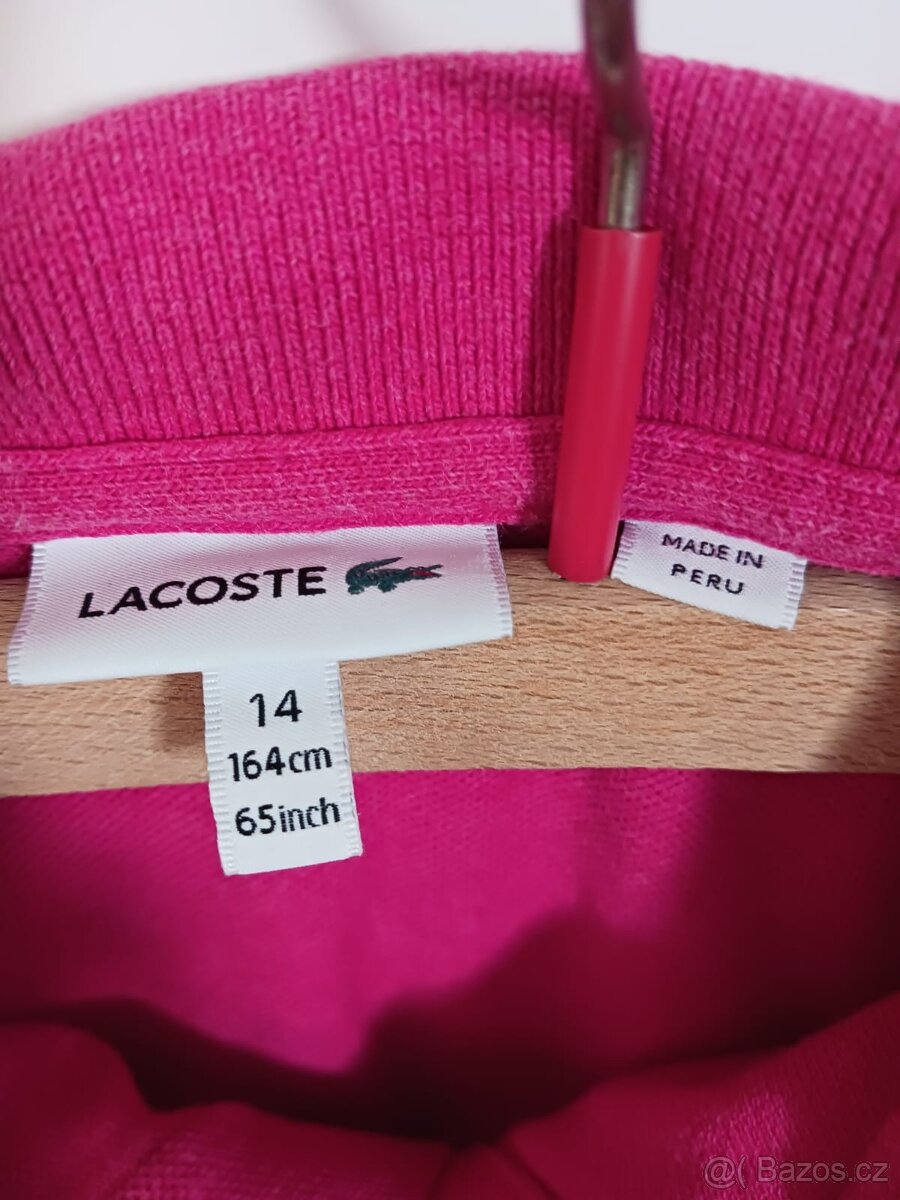 LACOSTE
14
164cm
65inch
MADE IN
PERU
@( Bazos.cz